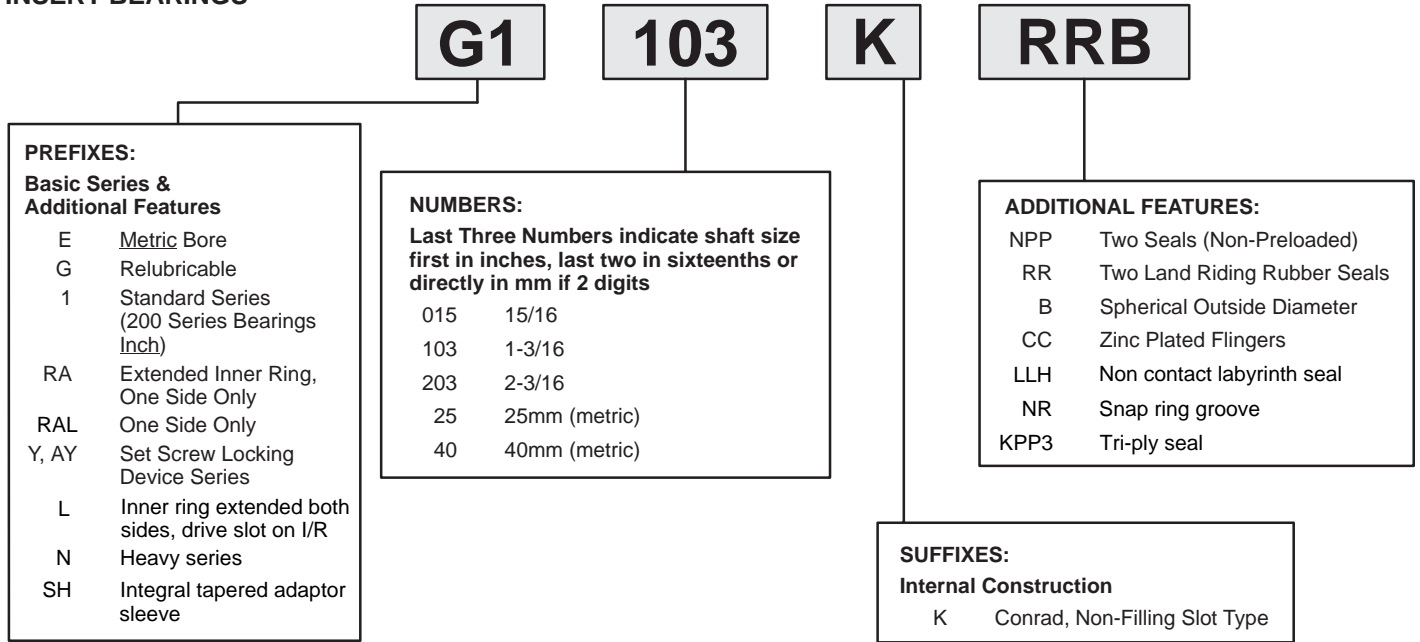 INSERT BEARINGS
G1 103 K RRB
PREFIXES:
Basic Series &
Additional Features
E Metric Bore
G Relubricable
1 Standard Series
(200 Series Bearings
Inch)
RA Extended Inner Ring,
One Side Only
RAL One Side Only
Y, AY Set Screw Locking
Device Series
L Inner ring extended both
sides, drive slot on I/R
N Heavy series
SH Integral tapered adaptor
sleeve
NUMBERS:
Last Three Numbers indicate shaft size
first in inches, last two in sixteenths or
directly in mm if 2 digits
015 15/16
103 1-3/16
203 2-3/16
25 25mm (metric)
40 40mm (metric)
ADDITIONAL FEATURES:
NPP Two Seals (Non-Preloaded)
RR Two Land Riding Rubber Seals
B Spherical Outside Diameter
CC Zinc Plated Flingers
LLH Non contact labyrinth seal
NR Snap ring groove
KPP3 Tri-ply seal
SUFFIXES:
Internal Construction
K Conrad, Non-Filling Slot Type